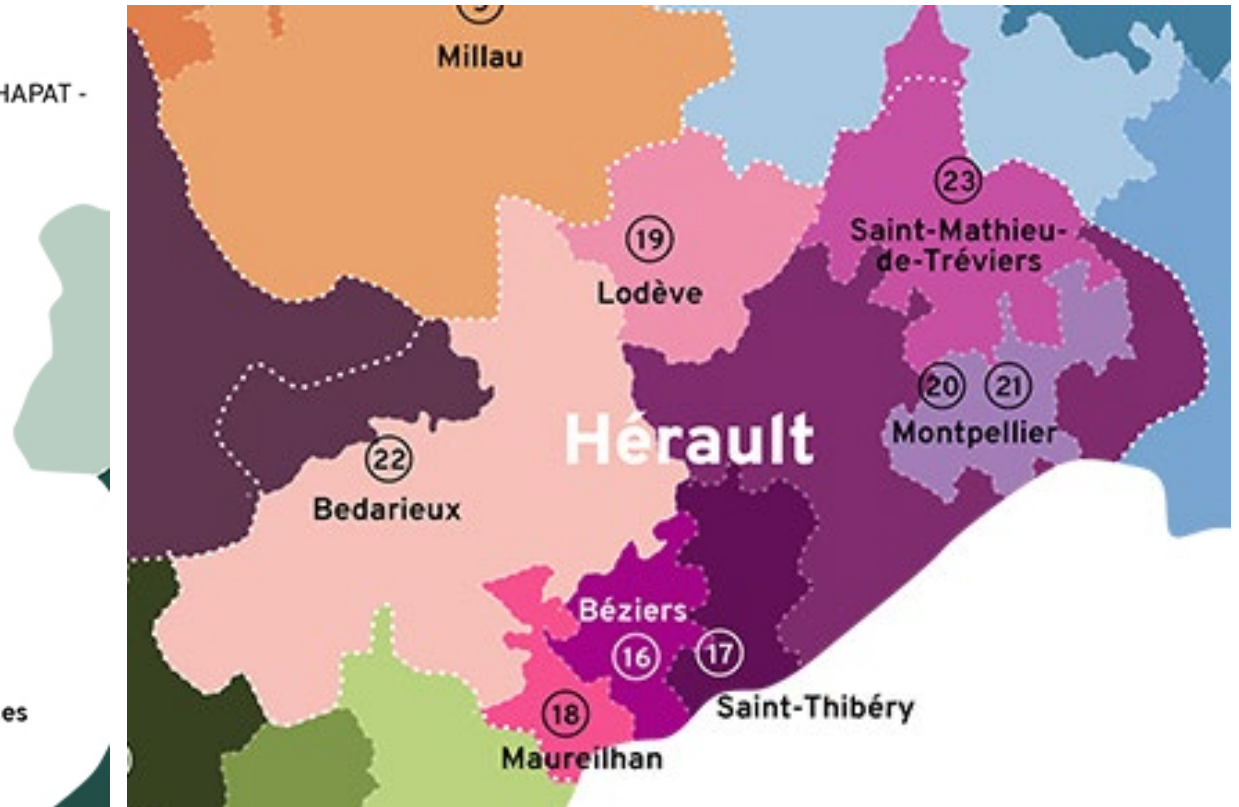 HAPAT -
Millau
23
Saint-Mathieu-
de-Tréviers
19
Lodève
20
21
Montpellier
Hérault
22
Bedarieux
Béziers
16
17
Saint-Thibéry
es
18
Maureilhan